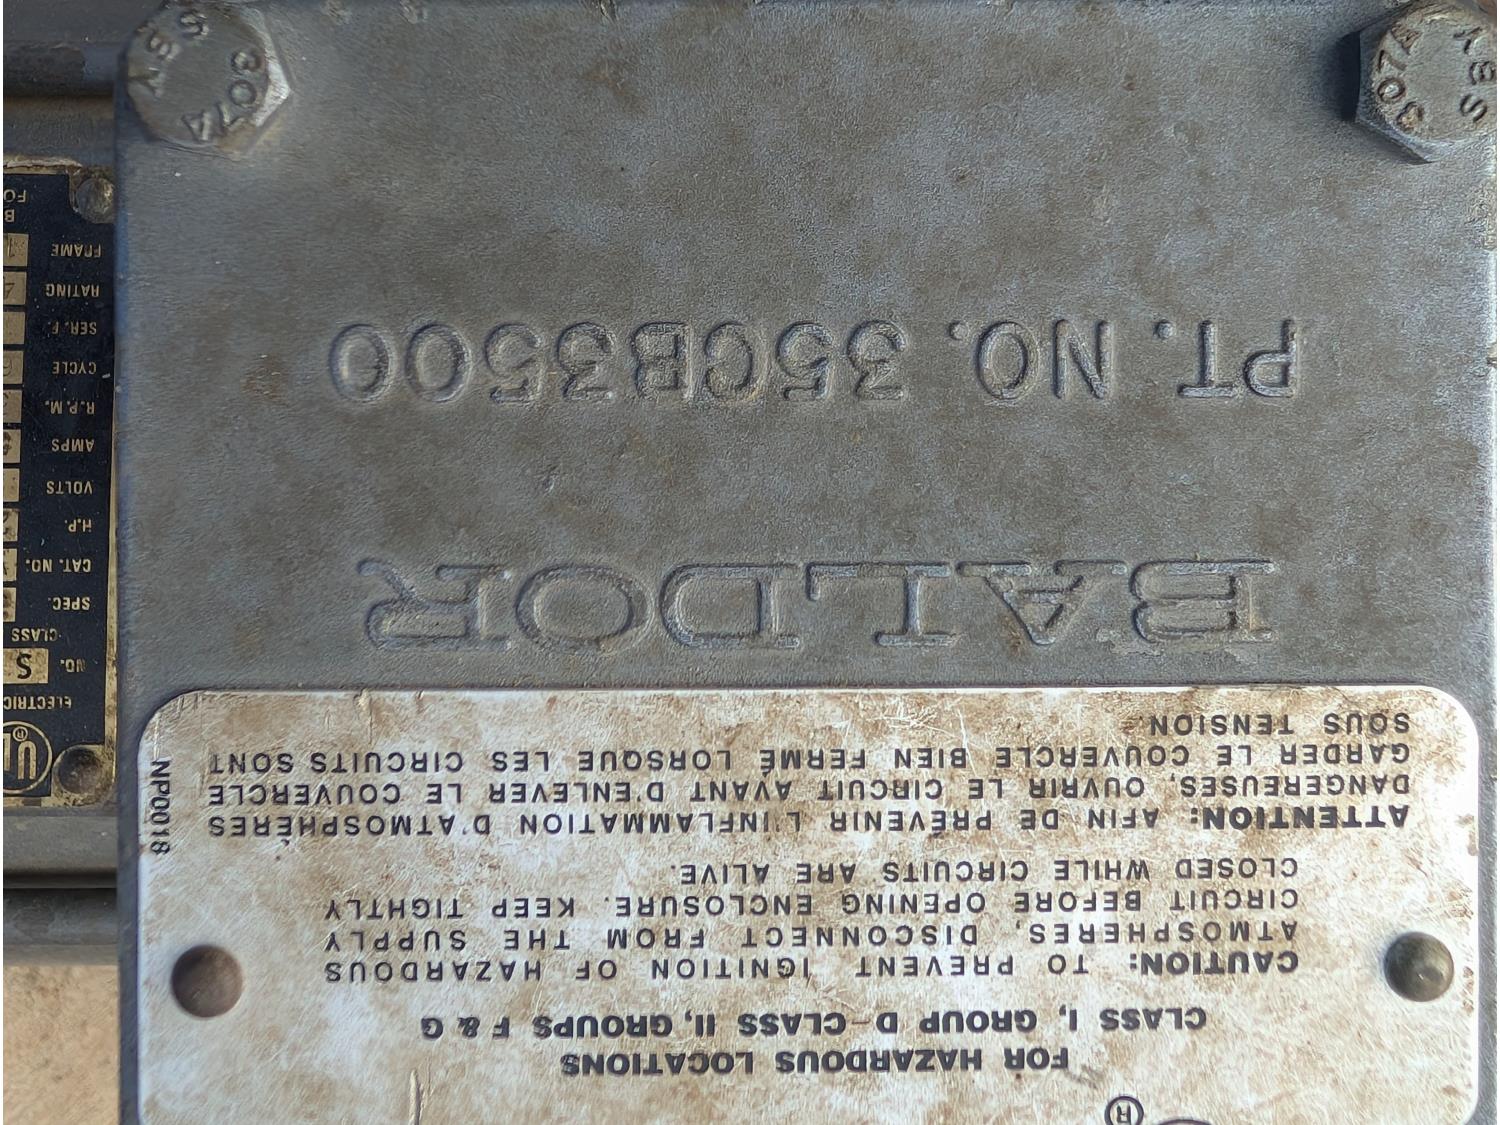 ®
FOR HAZARDOUS LOCATIONS
CLASS I, GROUP D-CLASS II, GROUPS F & G
CAUTION: TO PREVENT IGNITION OF HAZARDOUS
ATMOSPHERES, DISCONNECT FROM THE SUPPLY
CIRCUIT BEFORE OPENING ENCLOSURE. KEEP TIGHTLY
CLOSED WHILE CIRCUITS ARE ALIVE.
ATTENTION: AFIN DE PRÉVENIR L'INFLAMMATION D'ATMOSPHÈRES
DANGEREUSES, OUVRIR LE CIRCUIT AVANT D'ENLEVER LE COUVERCLE
GARDER LE COUVERCLE BIEN FERMÉ LORSQUE LES CIRCUITS SONT
SOUS TENSION.
NP0018
BALDOR
PT. NO. 35CB3500
307A
307A
UL®
ELECTRIC
NO. S
CLASS
SPEC.
CAT. NO.
H.P.
VOLTS
AMPS
R.P.M.
CYCLE
SER. F.
RATING
FRAME